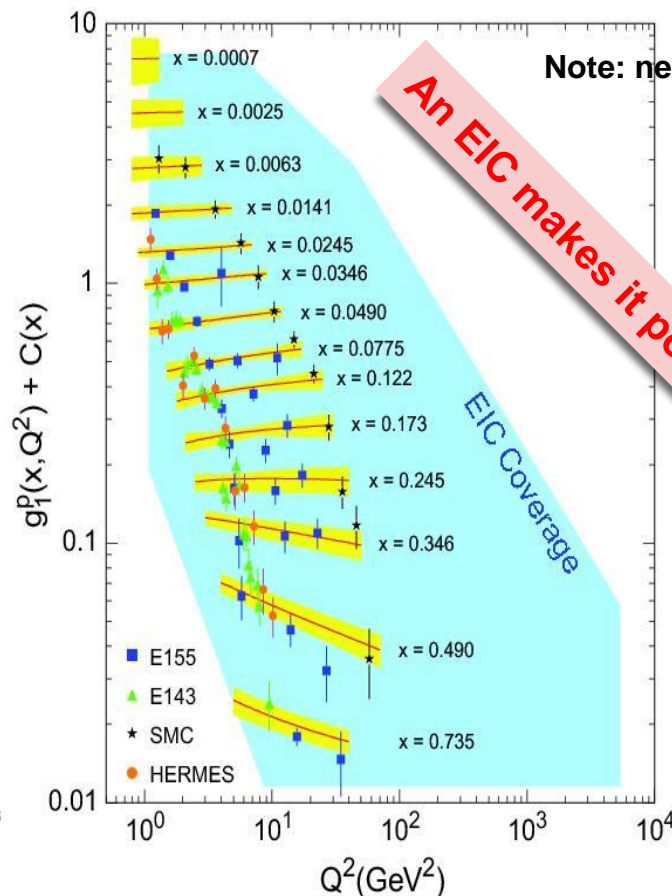 Note: ne
An EIC makes it po
10
x = 0.0007
x = 0.0025
x = 0.0063
x = 0.0141
x = 0.0245
1
x = 0.0346
x = 0.0490
x = 0.0775
x = 0.122
x = 0.173
x = 0.245
0.1
x = 0.346
x = 0.490
x = 0.735
0.01
EIC Coverage
E155
E143
SMC
HERMES
g₁ᵖ(x,Q²) + C(x)
10⁰ 10¹ 10² 10³ 10⁴
Q²(GeV²)